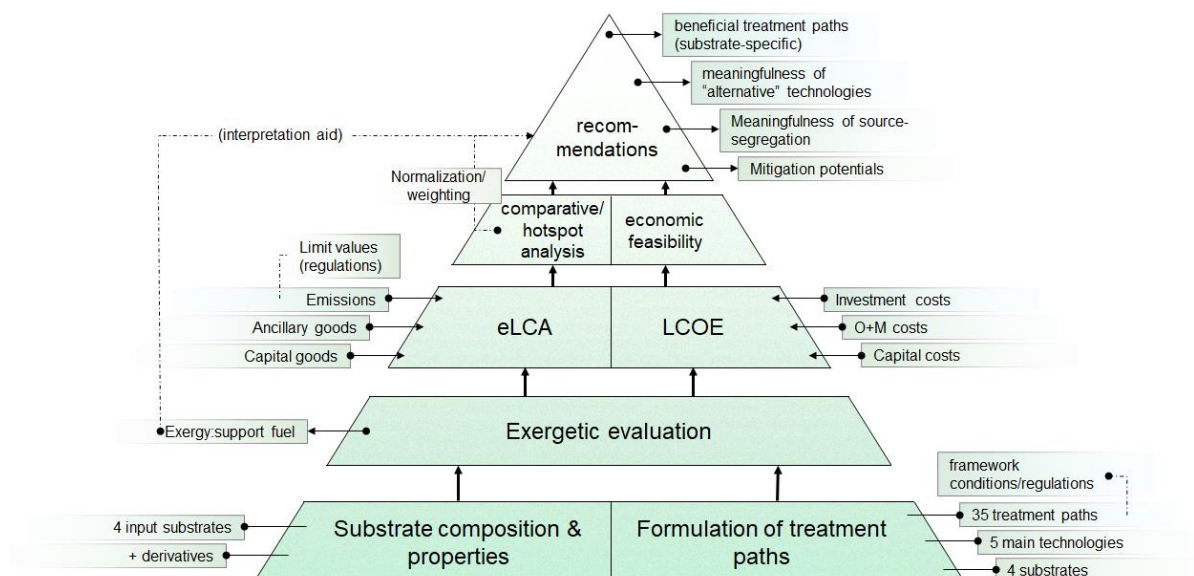 beneficial treatment paths
(substrate-specific)
meaningfulness of
“alternative” technologies
(interpretation aid)
recom-
mendations
Meaningfulness of source-
segregation
Mitigation potentials
Normalization/
weighting
comparative/
hotspot
analysis
economic
feasibility
Limit values
(regulations)
Emissions
Ancillary goods
Capital goods
eLCA
LCOE
Investment costs
O+M costs
Capital costs
Exergy:support fuel
Exergetic evaluation
framework
conditions/regulations
4 input substrates
+ derivatives
Substrate composition &
properties
Formulation of treatment
paths
35 treatment paths
5 main technologies
4 substrates